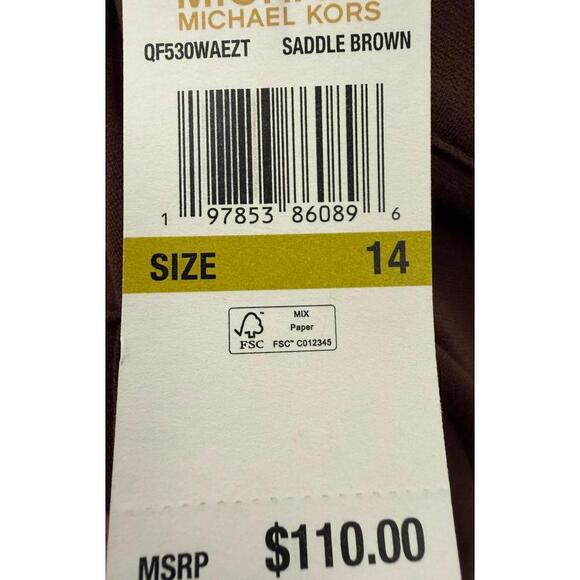 MICHAEL KORS
QF530WAEZT SADDLE BROWN
1 97853 86089 6
SIZE 14
FSC
MIX
Paper
FSC™ C012345
MSRP $110.00